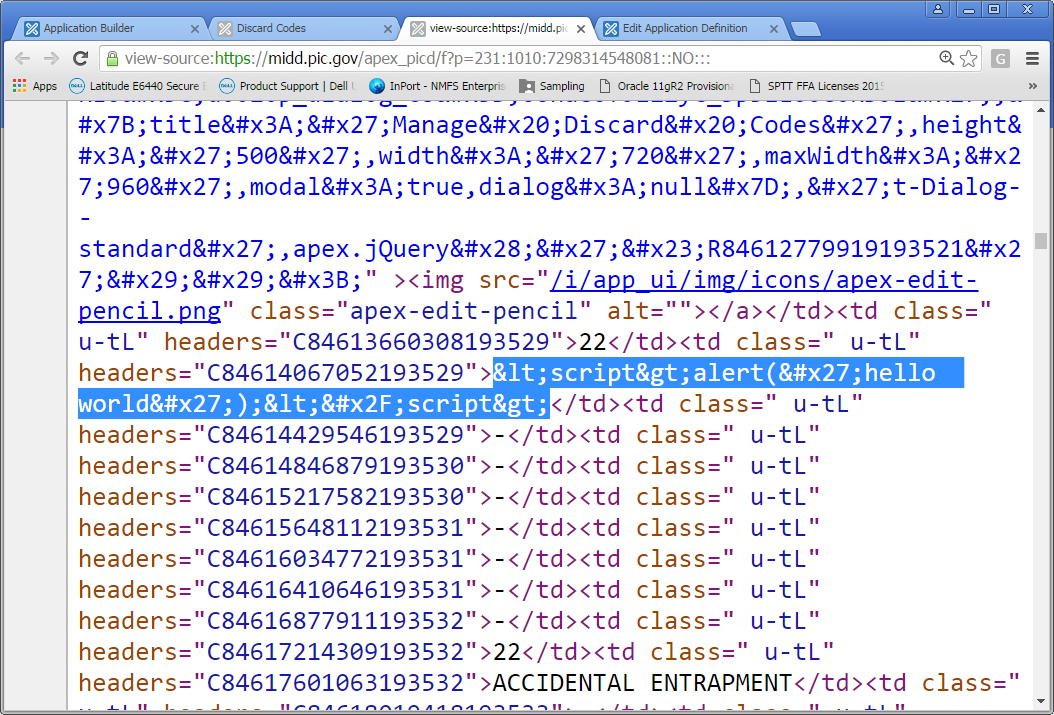 Application Builder
Discard Codes
view-source:https://midd.pic
Edit Application Definition
view-source:https://midd.pic.gov/apex_picd/f?p=231:1010:7298314548081::NO:::
G
Apps
Latitude E6440 Secure
Product Support | Dell
InPort - NMFS Enterpris
Sampling
Oracle 11gR2 Provisiona
SPTT FFA Licenses 2015
»
#x7B;title&#x3A;&#x27;Manage&#x20;Discard&#x20;Codes&#x27;,height&
#x3A;&#x27;500&#x27;,width&#x3A;&#x27;720&#x27;,maxWidth&#x3A;&#x27
;960&#x27;,modal&#x3A;true,dialog&#x3A;null&#x7D;,&#x27;t-Dialog-
-
standard&#x27;,apex.jQuery&#x28;&#x27;&#x23;R84612779919193521&#x2
7;&#x29;&#x29;&#x3B;" ><img src="/i/app_ui/img/icons/apex-edit-
pencil.png" class="apex-edit-pencil" alt=""></a></td><td class="
u-tL" headers="C84613660308193529">22</td><td class=" u-tL"
headers="C84614067052193529">&lt;script&gt;alert(&#x27;hello
world&#x27;);&lt;&#x2F;script&gt;</td><td class=" u-tL"
headers="C84614429546193529">-</td><td class=" u-tL"
headers="C84614846879193530">-</td><td class=" u-tL"
headers="C84615217582193530">-</td><td class=" u-tL"
headers="C84615648112193531">-</td><td class=" u-tL"
headers="C84616034772193531">-</td><td class=" u-tL"
headers="C84616410646193531">-</td><td class=" u-tL"
headers="C84616877911193532">-</td><td class=" u-tL"
headers="C84617214309193532">22</td><td class=" u-tL"
headers="C84617601063193532">ACCIDENTAL ENTRAPMENT</td><td class="